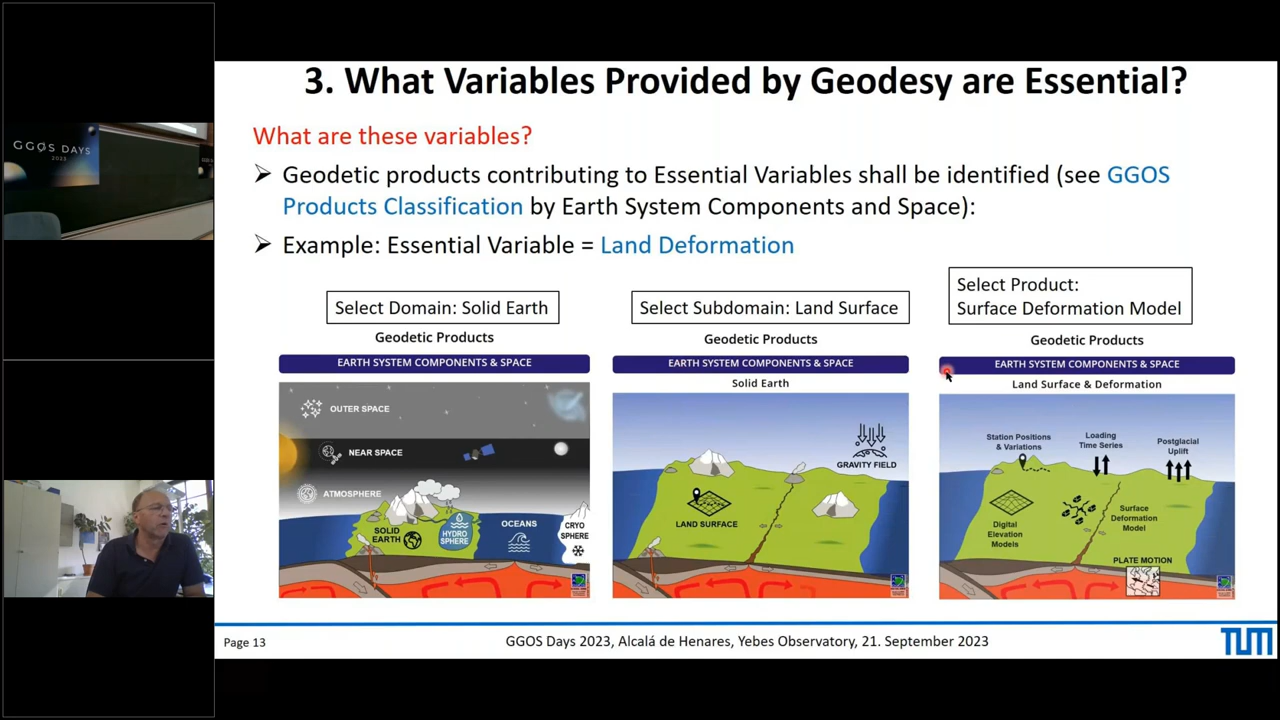 GGOS DAYS
2023
3. What Variables Provided by Geodesy are Essential?
What are these variables?
Geodetic products contributing to Essential Variables shall be identified (see GGOS
Products Classification by Earth System Components and Space):
Example: Essential Variable = Land Deformation
Select Domain: Solid Earth
Geodetic Products
EARTH SYSTEM COMPONENTS & SPACE
OUTER SPACE
NEAR SPACE
ATMOSPHERE
SOLID
EARTH
HYDRO
SPHERE
OCEANS
CRYO
SPHERE
Select Subdomain: Land Surface
Geodetic Products
EARTH SYSTEM COMPONENTS & SPACE
Solid Earth
GRAVITY FIELD
LAND SURFACE
Select Product:
Surface Deformation Model
Geodetic Products
EARTH SYSTEM COMPONENTS & SPACE
Land Surface & Deformation
Station Positions
& Variations
Loading
Time Series
Postglacial
Uplift
Digital
Elevation
Models
Surface
Deformation
Model
PLATE MOTION
Page 13
GGOS Days 2023, Alcalá de Henares, Yebes Observatory, 21. September 2023
TUM